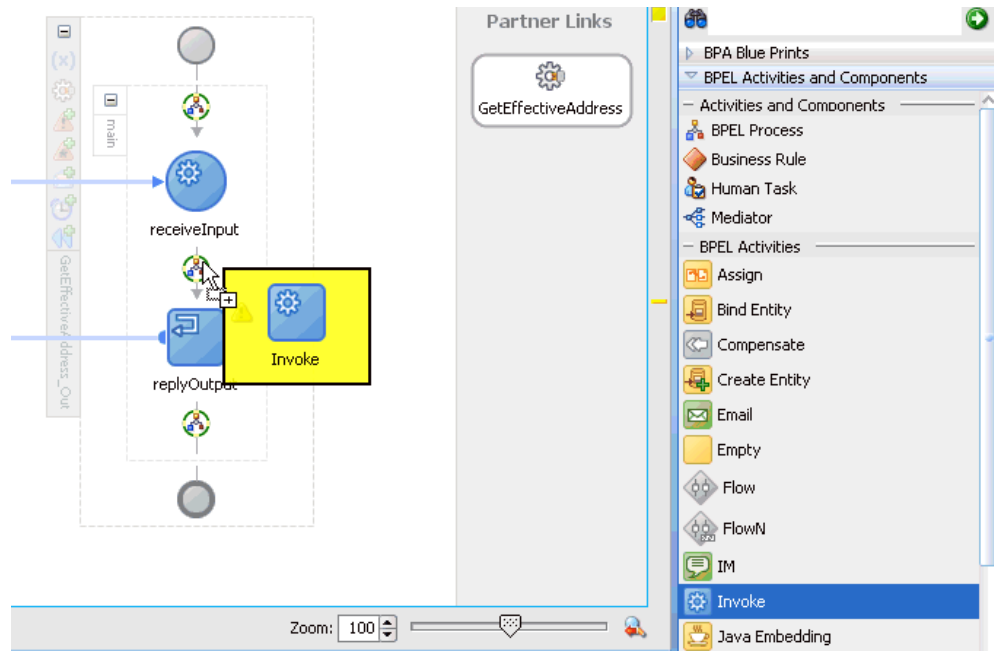 Partner Links
GetEffectiveAddress
main
receiveInput
GetEffectiveAddress_Out
Invoke
replyOutput
Zoom: 100
BPA Blue Prints
BPEL Activities and Components
Activities and Components
BPEL Process
Business Rule
Human Task
Mediator
BPEL Activities
Assign
Bind Entity
Compensate
Create Entity
Email
Empty
Flow
FlowN
IM
Invoke
Java Embedding